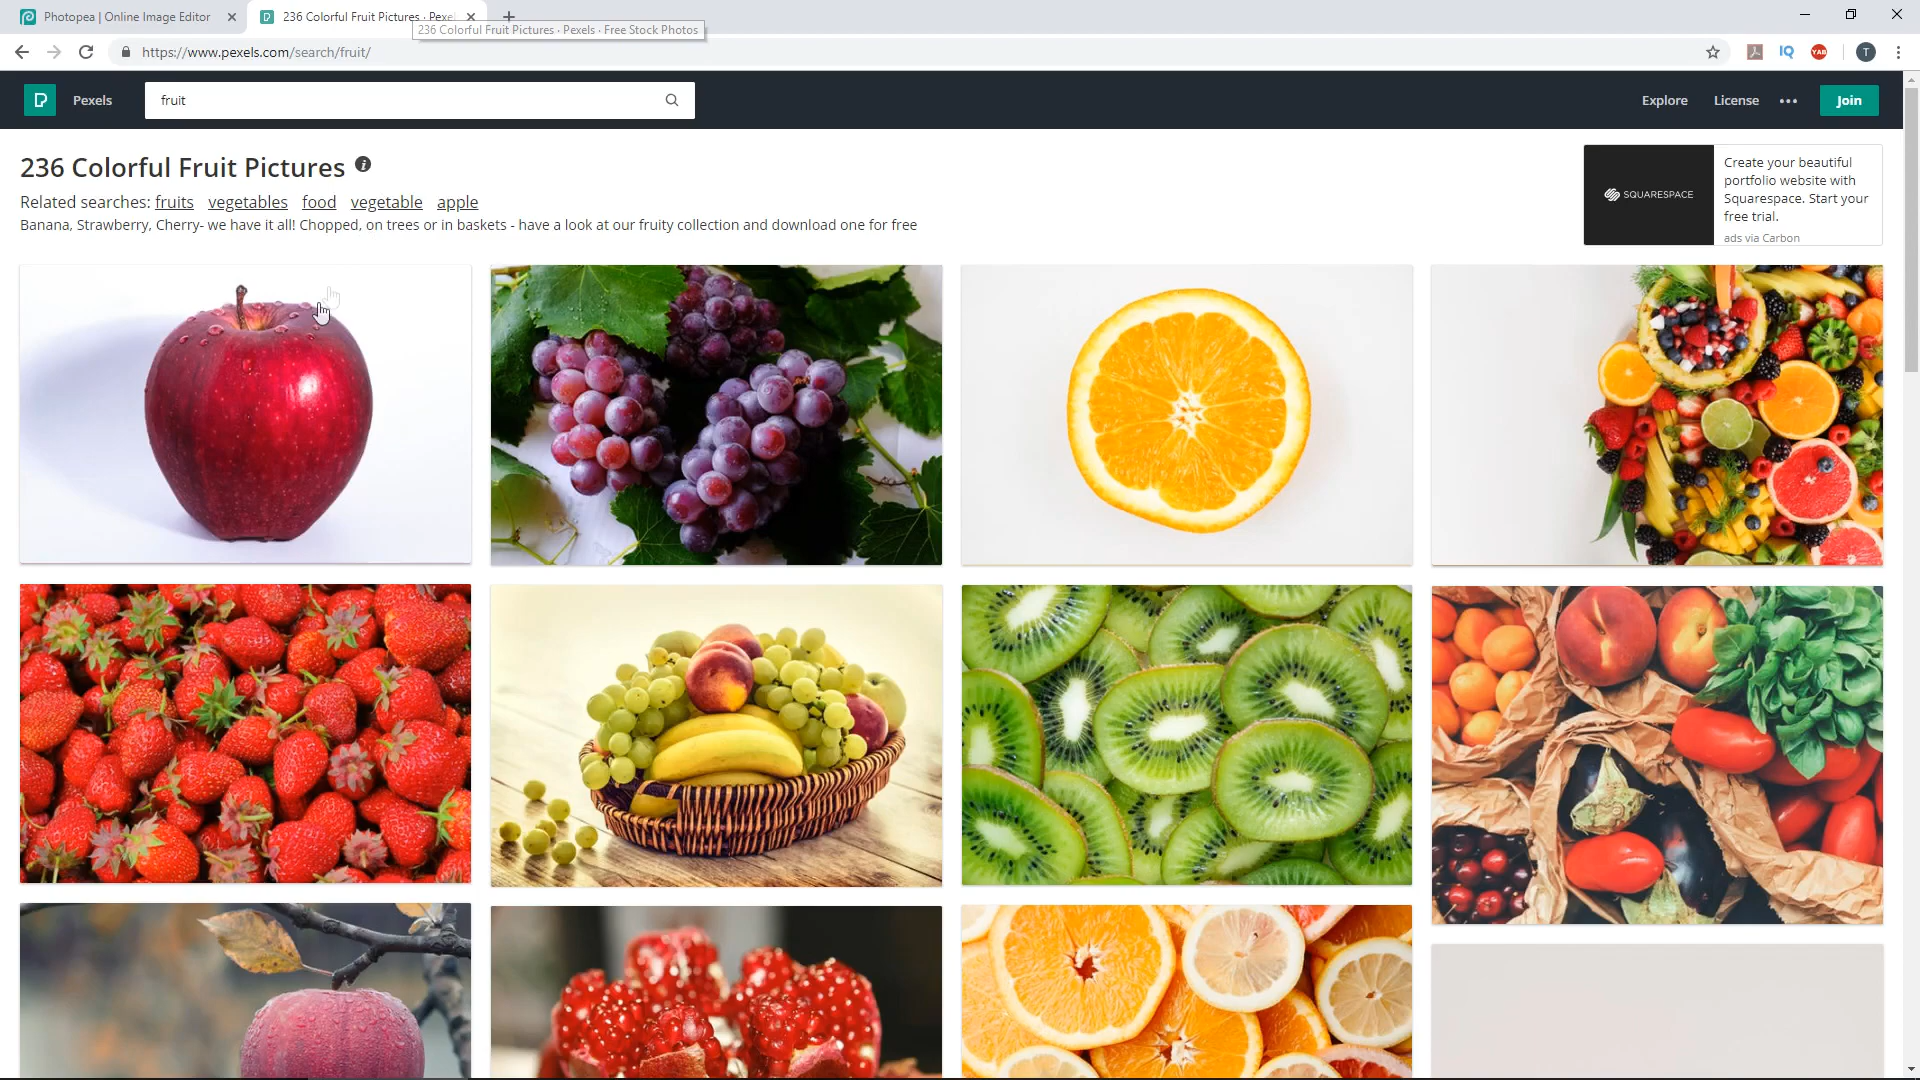 Photopea | Online Image Editor
236 Colorful Fruit Pictures · Pexe
236 Colorful Fruit Pictures · Pexels · Free Stock Photos
https://www.pexels.com/search/fruit/
IQ
YAB
T
Pexels
fruit
Explore
License
•••
Join
236 Colorful Fruit Pictures
Related searches: fruits vegetables food vegetable apple
Banana, Strawberry, Cherry- we have it all! Chopped, on trees or in baskets - have a look at our fruity collection and download one for free
SQUARESPACE
Create your beautiful
portfolio website with
Squarespace. Start your
free trial.
ads via Carbon